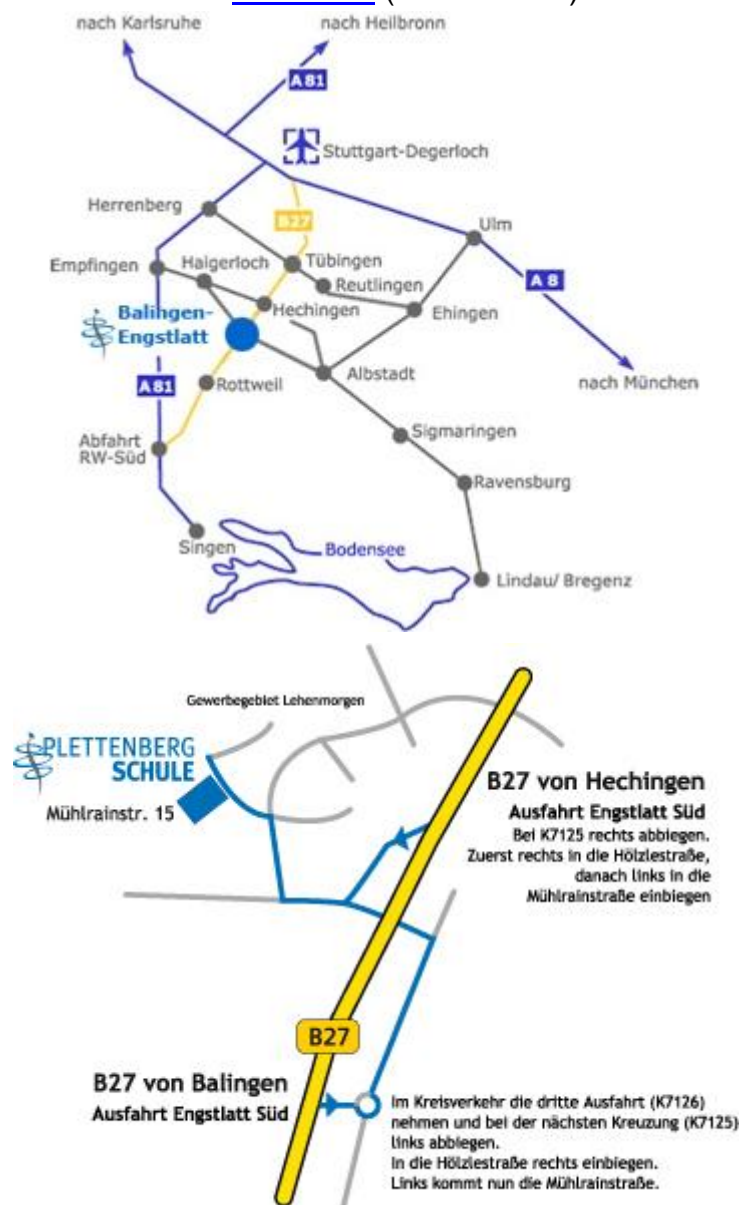 nach Karlsruhe
nach Heilbronn
A 81
Stuttgart-Degerloch
Herrenberg
B27
Ulm
Empfingen
Haigerloch
Tübingen
Reutlingen
A 8
Balingen-
Engstlatt
Hechingen
Ehingen
A 81
Rottweil
Albstadt
nach München
Abfahrt
RW-Süd
Sigmaringen
Ravensburg
Singen
Bodensee
Lindau/ Bregenz
Gewerbegebiet Lehenmorgen
PLETTENBERG
SCHULE
Mühlrainstr. 15
B27 von Hechingen
Ausfahrt Engstlatt Süd
Bei K7125 rechts abbiegen.
Zuerst rechts in die Hölzlestraße,
danach links in die
Mühlrainstraße einbiegen
B27
B27 von Balingen
Ausfahrt Engstlatt Süd
Im Kreisverkehr die dritte Ausfahrt (K7126)
nehmen und bei der nächsten Kreuzung (K7125)
links abbiegen.
In die Hölzlestraße rechts einbiegen.
Links kommt nun die Mühlrainstraße.